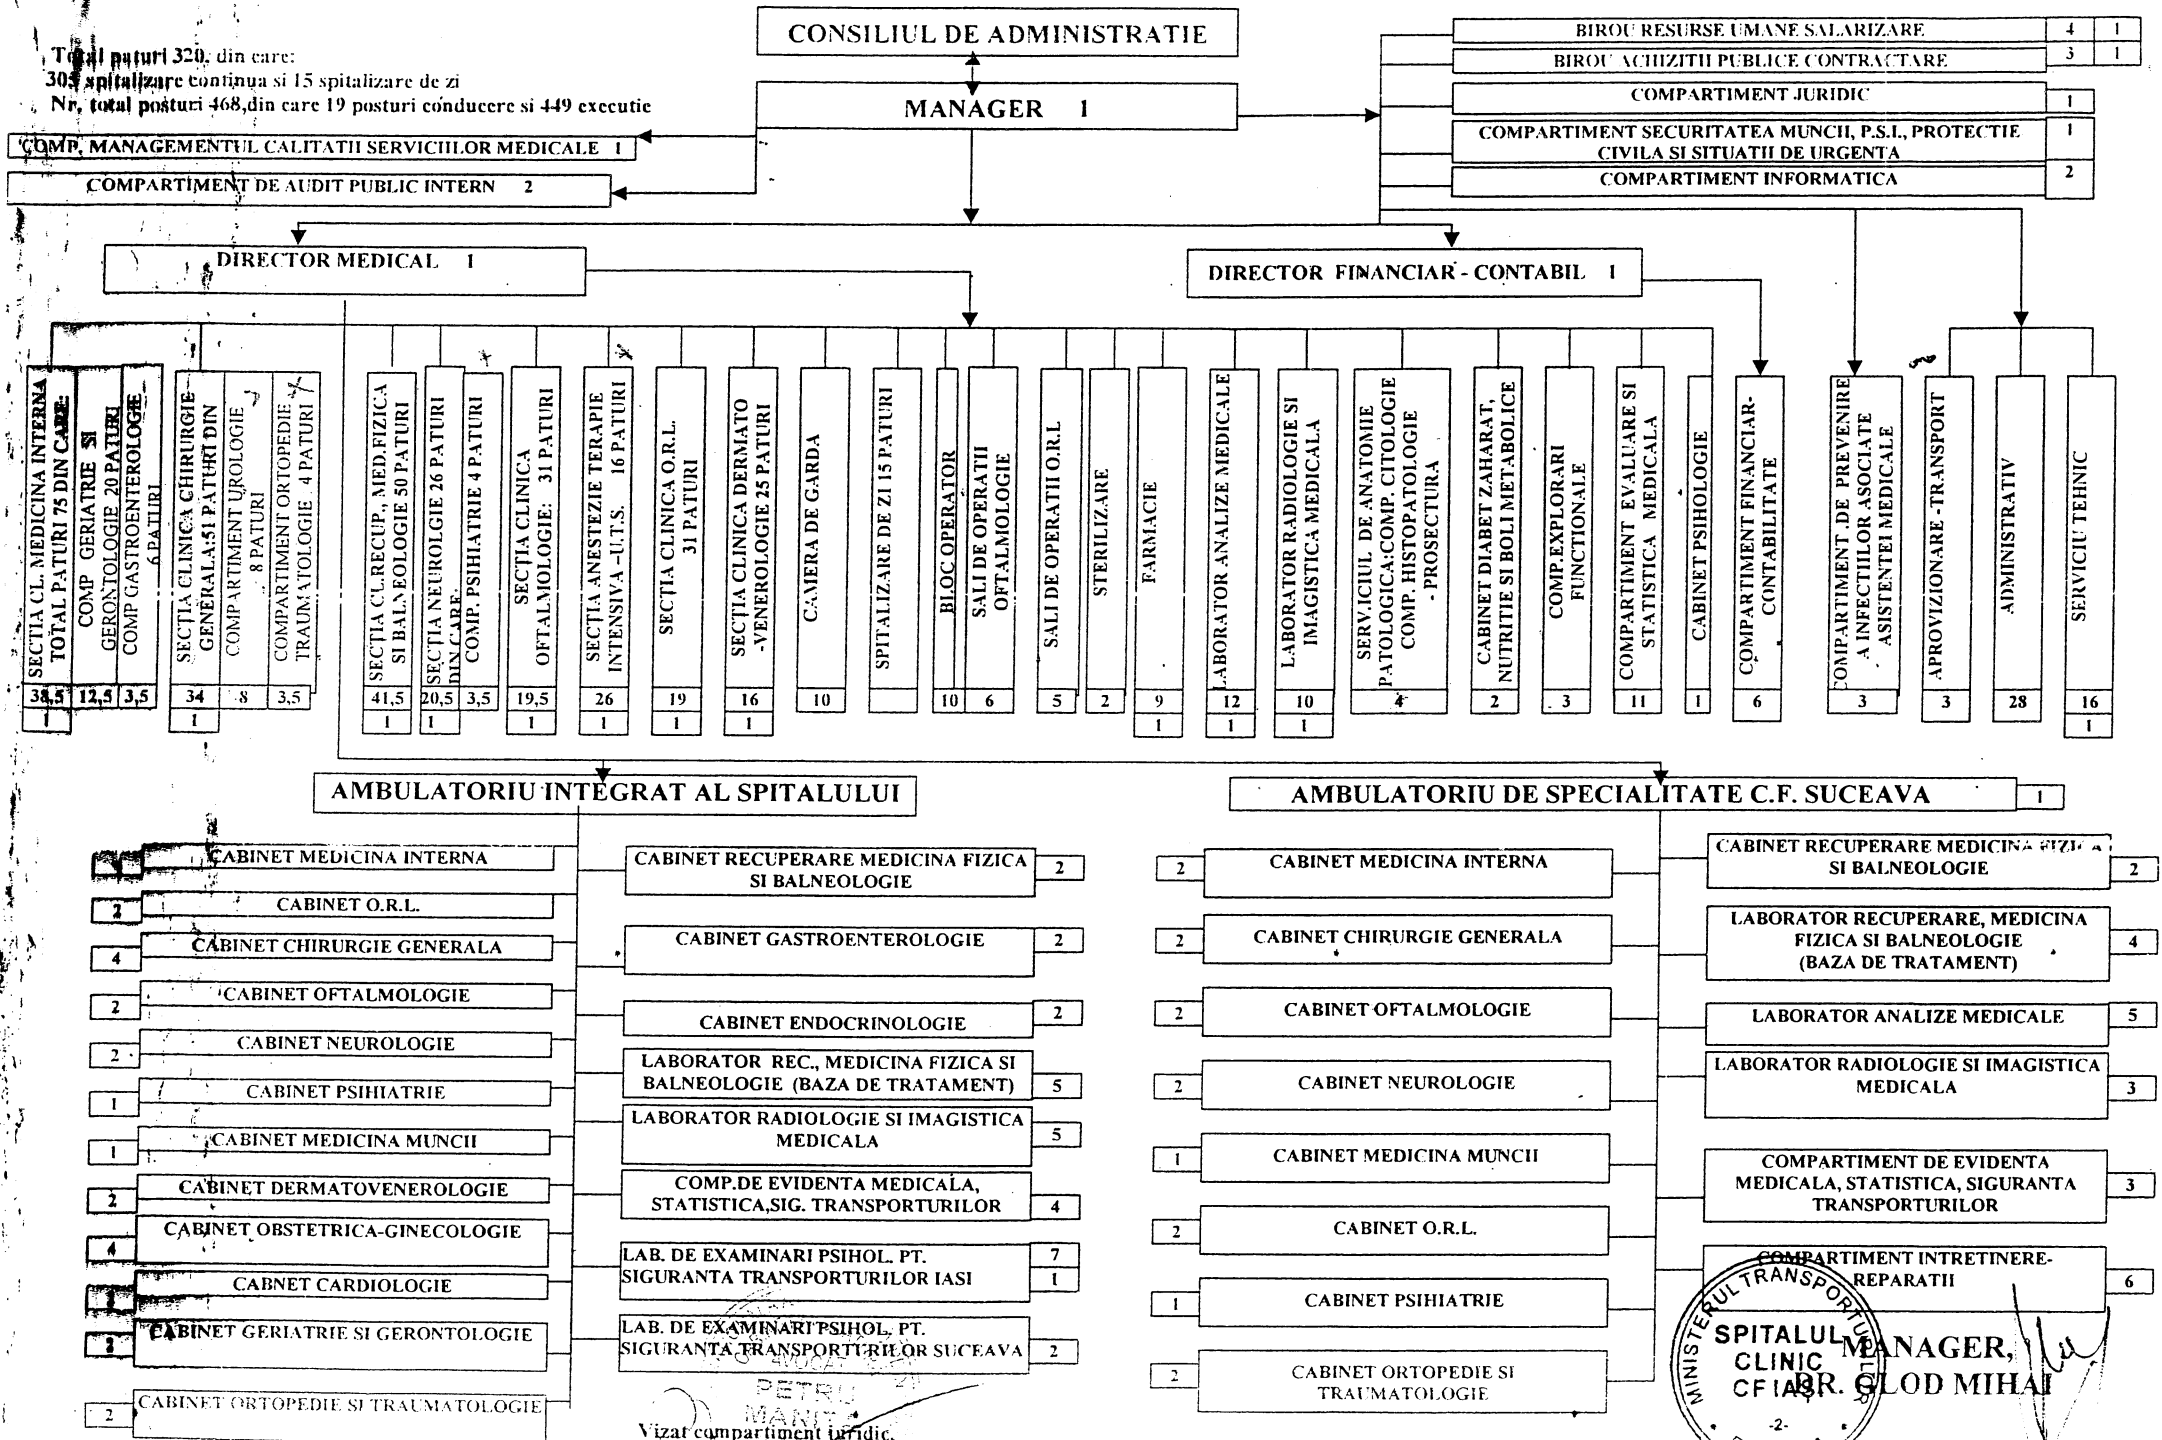 CONSILIUL DE ADMINISTRATIE
Total paturi 320, din care:
305 spitalizare continua si 15 spitalizare de zi
Nr. total posturi 468,din care 19 posturi conducere si 449 executie
MANAGER 1
COMP. MANAGEMENTUL CALITATII SERVICIILOR MEDICALE 1
COMPARTIMENT DE AUDIT PUBLIC INTERN 2
BIROU RESURSE UMANE SALARIZARE 4 1
BIROU ACHIZITII PUBLICE CONTRACTARE 3 1
COMPARTIMENT JURIDIC 1
COMPARTIMENT SECURITATEA MUNCII, P.S.I., PROTECTIE 1
CIVILA SI SITUATII DE URGENTA
COMPARTIMENT INFORMATICA 2
DIRECTOR MEDICAL 1
DIRECTOR FINANCIAR - CONTABIL 1
SECTIA CL. MEDICINA INTERNA
TOTAL PATURI 75 DIN CARE:
38,5
1
COMP GERIATRIE SI
GERONTOLOGIE 20 PATURI
12,5
COMP GASTROENTEROLOGIE
6 PATURI
3,5
SECŢIA CLINICA CHIRURGIE
GENERALA:51 PATURI DIN
34
1
COMPARTIMENT UROLOGIE
8 PATURI
8
COMPARTIMENT ORTOPEDIE
TRAUMATOLOGIE 4 PATURI
3,5
SECŢIA CL.RECUP., MED.FIZICA
SI BALNEOLOGIE 50 PATURI
41,5
1
SECŢIA NEUROLOGIE 26 PATURI
DIN CARE:
20,5
1
COMP. PSIHIATRIE 4 PATURI
3,5
SECŢIA CLINICA
OFTALMOLOGIE: 31 PATURI
19,5
1
SECŢIA ANESTEZIE TERAPIE
INTENSIVA –U.T.S. 16 PATURI
26
1
SECŢIA CLINICA O.R.L.
31 PATURI
19
1
SECŢIA CLINICA DERMATO
-VENEROLOGIE 25 PATURI
16
1
CAMERA DE GARDA
10
SPITALIZARE DE ZI 15 PATURI
BLOC OPERATOR
10
SALI DE OPERATII
OFTALMOLOGIE
6
SALI DE OPERATII O.R.L
5
STERILIZARE
2
FARMACIE
9
1
LABORATOR ANALIZE MEDICALE
12
1
LABORATOR RADIOLOGIE SI
IMAGISTICA MEDICALA
10
1
SERVICIUL DE ANATOMIE
PATOLOGICA:COMP. CITOLOGIE
COMP. HISTOPATOLOGIE
- PROSECTURA
4
CABINET DIABET ZAHARAT,
NUTRITIE SI BOLI METABOLICE
2
COMP.EXPLORARI
FUNCTIONALE
3
COMPARTIMENT EVALUARE SI
STATISTICA MEDICALA
11
CABINET PSIHOLOGIE
1
COMPARTIMENT FINANCIAR-
CONTABILITATE
6
COMPARTIMENT DE PREVENIRE
A INFECTIILOR ASOCIATE
ASISTENTEI MEDICALE
3
APROVIZIONARE -TRANSPORT
3
ADMINISTRATIV
28
SERVICIU TEHNIC
16
1
AMBULATORIU INTEGRAT AL SPITALULUI
CABINET MEDICINA INTERNA
2 CABINET O.R.L.
4 CABINET CHIRURGIE GENERALA
2 CABINET OFTALMOLOGIE
2 CABINET NEUROLOGIE
1 CABINET PSIHIATRIE
1 CABINET MEDICINA MUNCII
2 CABINET DERMATOVENEROLOGIE
4 CABINET OBSTETRICA-GINECOLOGIE
CABNET CARDIOLOGIE
CABINET GERIATRIE SI GERONTOLOGIE
2 CABINET ORTOPEDIE SI TRAUMATOLOGIE
CABINET RECUPERARE MEDICINA FIZICA 2
SI BALNEOLOGIE
CABINET GASTROENTEROLOGIE 2
CABINET ENDOCRINOLOGIE 2
LABORATOR REC., MEDICINA FIZICA SI
BALNEOLOGIE (BAZA DE TRATAMENT) 5
LABORATOR RADIOLOGIE SI IMAGISTICA
MEDICALA 5
COMP.DE EVIDENTA MEDICALA,
STATISTICA,SIG. TRANSPORTURILOR 4
LAB. DE EXAMINARI PSIHOL. PT. 7
SIGURANTA TRANSPORTURILOR IASI 1
LAB. DE EXAMINARI PSIHOL. PT.
SIGURANTA TRANSPORTURILOR SUCEAVA 2
AVOCAT
PETRU
Vizat compartiment juridic,
AMBULATORIU DE SPECIALITATE C.F. SUCEAVA 1
2 CABINET MEDICINA INTERNA
2 CABINET CHIRURGIE GENERALA
2 CABINET OFTALMOLOGIE
2 CABINET NEUROLOGIE
1 CABINET MEDICINA MUNCII
2 CABINET O.R.L.
1 CABINET PSIHIATRIE
2 CABINET ORTOPEDIE SI
TRAUMATOLOGIE
CABINET RECUPERARE MEDICINA FIZICA
SI BALNEOLOGIE 2
LABORATOR RECUPERARE, MEDICINA
FIZICA SI BALNEOLOGIE 4
(BAZA DE TRATAMENT)
LABORATOR ANALIZE MEDICALE 5
LABORATOR RADIOLOGIE SI IMAGISTICA
MEDICALA 3
COMPARTIMENT DE EVIDENTA
MEDICALA, STATISTICA, SIGURANTA 3
TRANSPORTURILOR
COMPARTIMENT INTRETINERE-
REPARATII 6
MINISTERUL TRANSPORTURILOR
SPITALUL
CLINIC
CF IAŞI
-2-
MANAGER,
DR. GLOD MIHAI